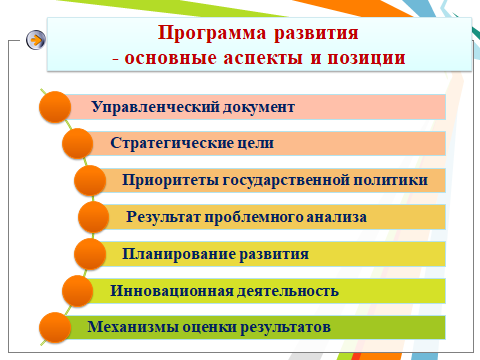 Программа развития
- основные аспекты и позиции
Управленческий документ
Стратегические цели
Приоритеты государственной политики
Результат проблемного анализа
Планирование развития
Инновационная деятельность
Механизмы оценки результатов